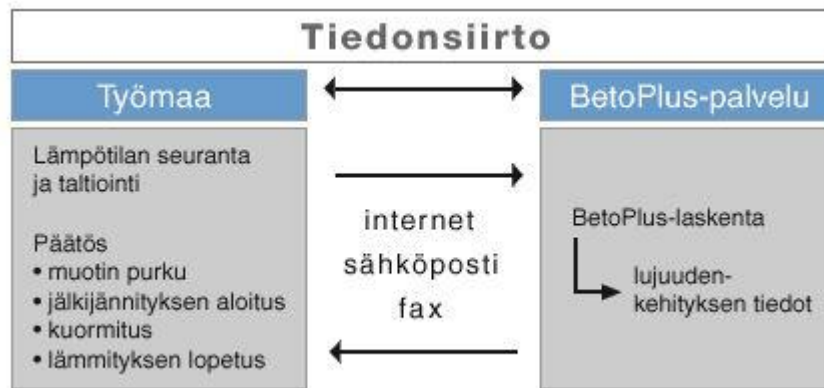 Tiedonsiirto
Työmaa
Lämpötilan seuranta
ja taltiointi
Päätös
• muotin purku
• jälkijännityksen aloitus
• kuormitus
• lämmityksen lopetus
internet
sähköposti
fax
BetoPlus-palvelu
BetoPlus-laskenta
lujuuden-
kehityksen tiedot